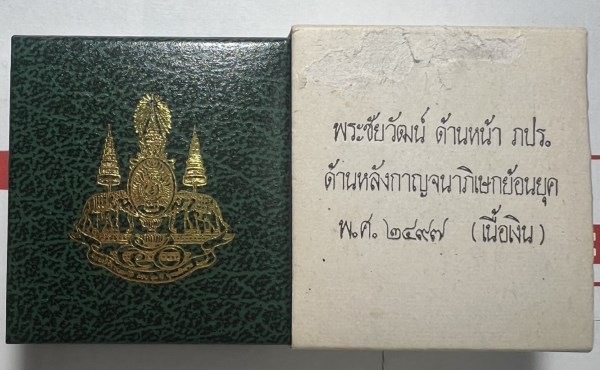 พระชัยวัฒน์ ด้านหน้า ภปร.
ด้านหลังกาญจนาภิเษกย้อนยุค
พ.ศ. ๒๔๙๗ (เนื้อเงิน)